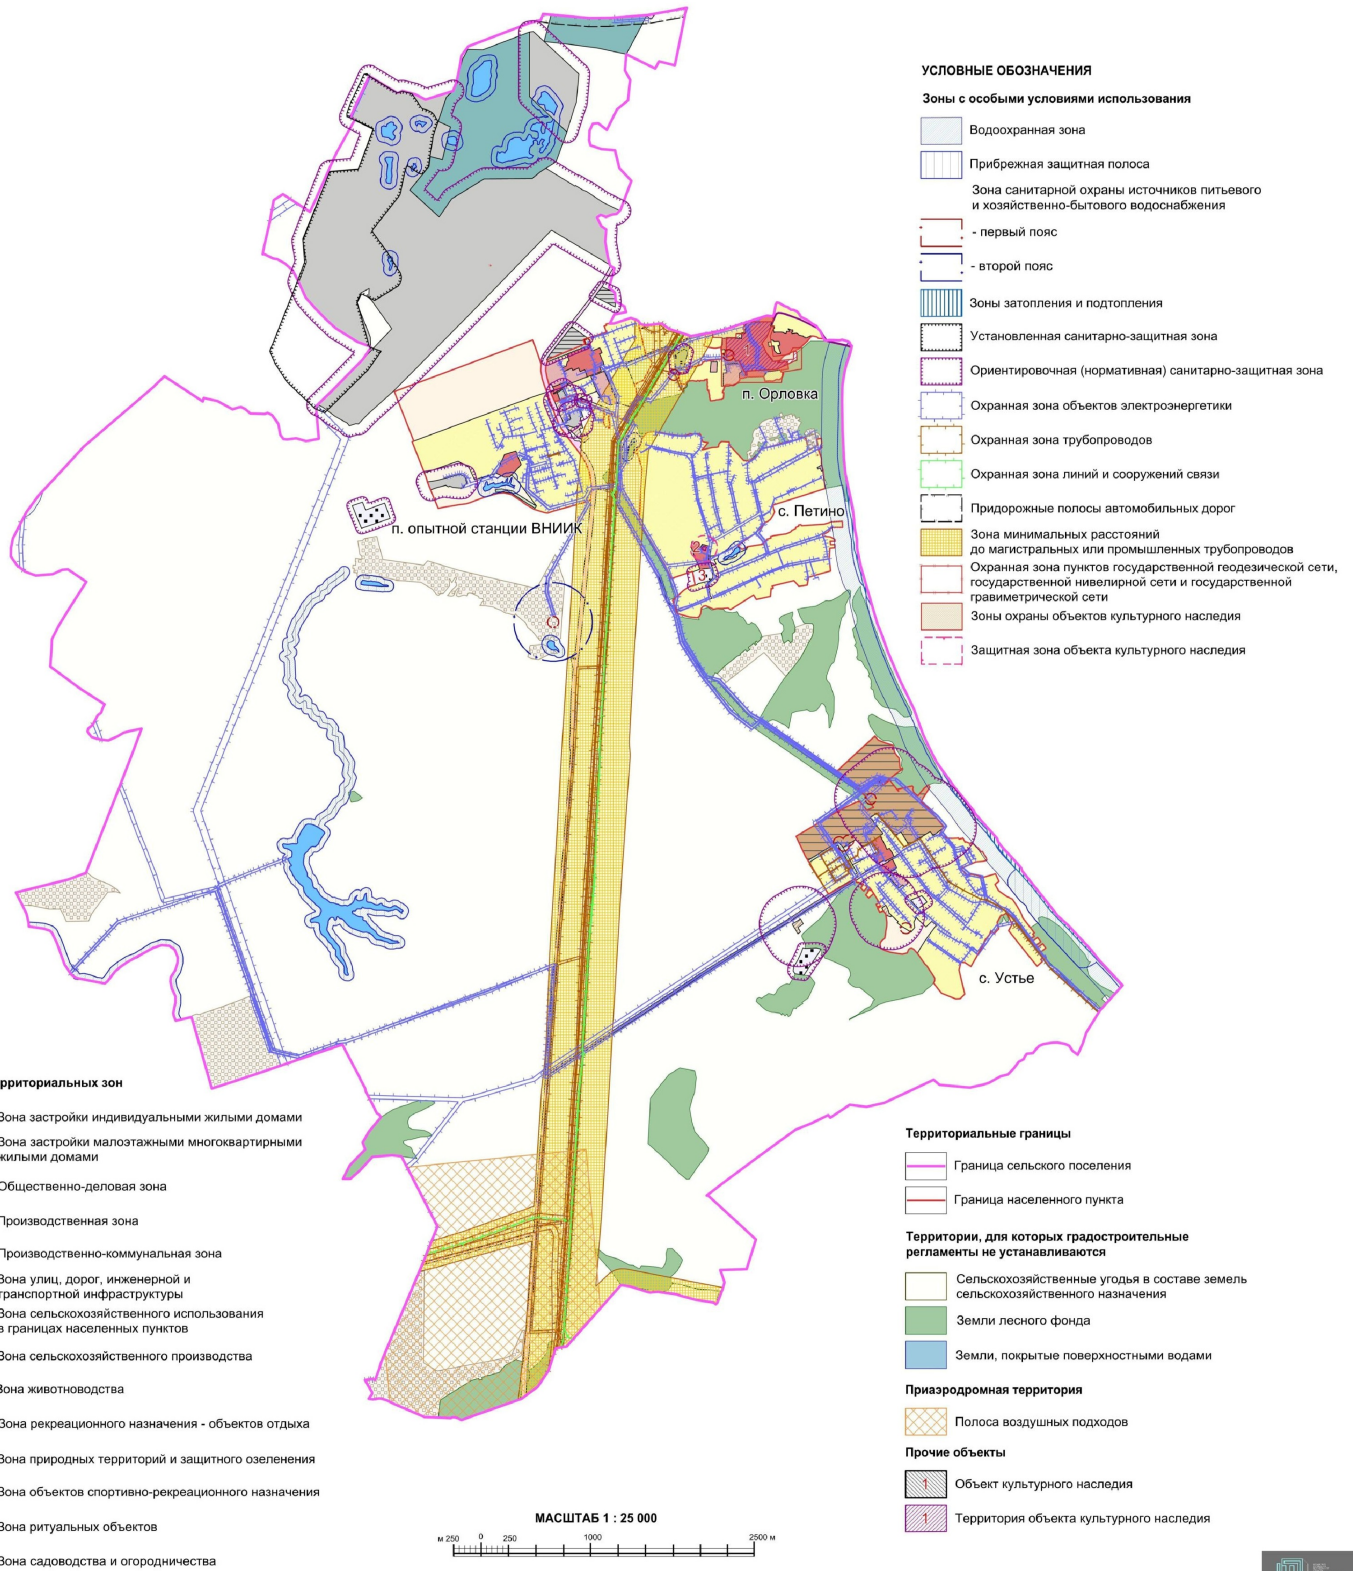 УСЛОВНЫЕ ОБОЗНАЧЕНИЯ
Зоны с особыми условиями использования
Водоохранная зона
Прибрежная защитная полоса
Зона санитарной охраны источников питьевого
и хозяйственно-бытового водоснабжения
- первый пояс
- второй пояс
Зоны затопления и подтопления
Установленная санитарно-защитная зона
Ориентировочная (нормативная) санитарно-защитная зона
Охранная зона объектов электроэнергетики
Охранная зона трубопроводов
Охранная зона линий и сооружений связи
Придорожные полосы автомобильных дорог
Зона минимальных расстояний
до магистральных или промышленных трубопроводов
Охранная зона пунктов государственной геодезической сети,
государственной нивелирной сети и государственной
гравиметрической сети
Зоны охраны объектов культурного наследия
Защитная зона объекта культурного наследия
п. Орловка
с. Петино
п. опытной станции ВНИИК
2
3
с. Устье
рриториальных зон
Зона застройки индивидуальными жилыми домами
Зона застройки малоэтажными многоквартирными
жилыми домами
Общественно-деловая зона
Производственная зона
Производственно-коммунальная зона
Зона улиц, дорог, инженерной и
транспортной инфраструктуры
Зона сельскохозяйственного использования
в границах населенных пунктов
Зона сельскохозяйственного производства
Зона животноводства
Зона рекреационного назначения - объектов отдыха
Зона природных территорий и защитного озеленения
Зона объектов спортивно-рекреационного назначения
Зона ритуальных объектов
Зона садоводства и огородничества
Территориальные границы
Граница сельского поселения
Граница населенного пункта
Территории, для которых градостроительные
регламенты не устанавливаются
Сельскохозяйственные угодья в составе земель
сельскохозяйственного назначения
Земли лесного фонда
Земли, покрытые поверхностными водами
Приаэродромная территория
Полоса воздушных подходов
Прочие объекты
1 Объект культурного наследия
1 Территория объекта культурного наследия
МАСШТАБ 1 : 25 000
м 250 0 250 1000 2500 м